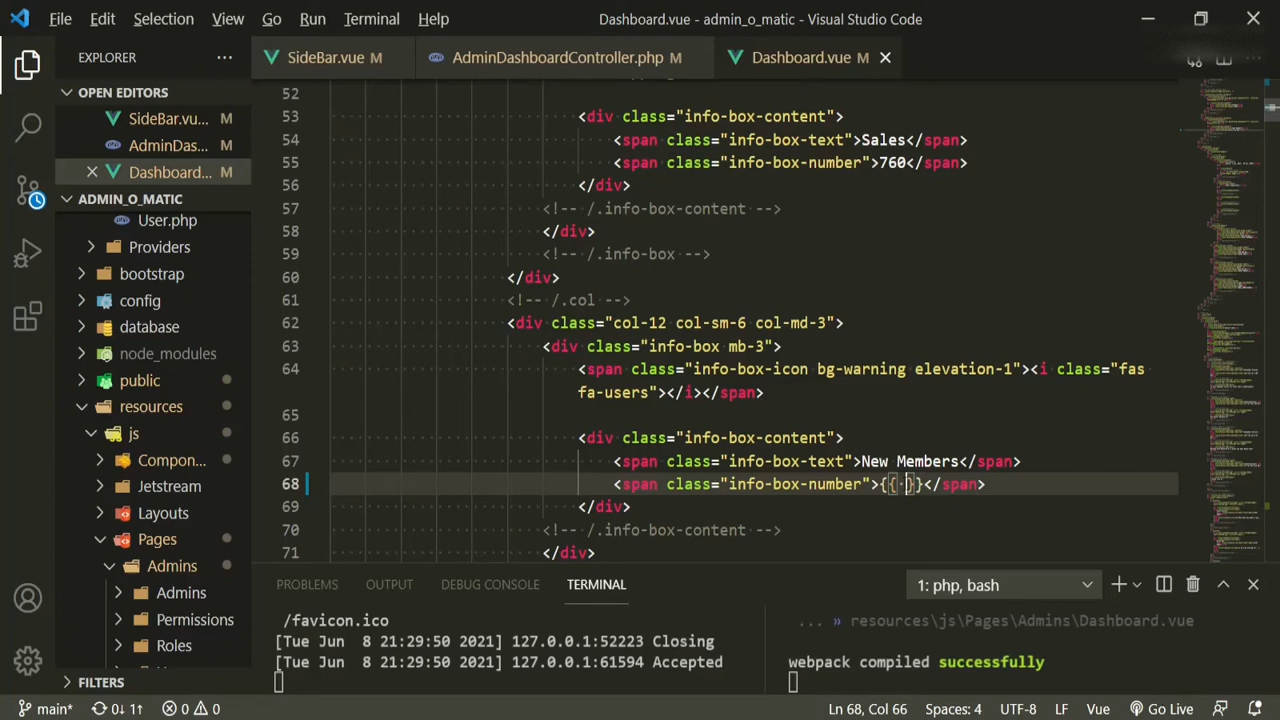 File Edit Selection View Go Run Terminal Help Dashboard.vue - admin_o_matic - Visual Studio Code
EXPLORER ... SideBar.vue M AdminDashboardController.php M Dashboard.vue M
OPEN EDITORS
SideBar.vu... M
AdminDas... M
Dashboard... M
ADMIN_O_MATIC
User.php
Providers
bootstrap
config
database
node_modules
public
resources
js
Compon...
Jetstream
Layouts
Pages
Admins
Admins
Permissions
Roles
FILTERS
52
53 <div class="info-box-content">
54 <span class="info-box-text">Sales</span>
55 <span class="info-box-number">760</span>
56 </div>
57 <!-- /.info-box-content -->
58 </div>
59 <!-- /.info-box -->
60 </div>
61 <!-- /.col -->
62 <div class="col-12 col-sm-6 col-md-3">
63 <div class="info-box mb-3">
64 <span class="info-box-icon bg-warning elevation-1"><i class="fas
fa-users"></i></span>
65
66 <div class="info-box-content">
67 <span class="info-box-text">New Members</span>
68 <span class="info-box-number">{{ }}</span>
69 </div>
70 <!-- /.info-box-content -->
71 </div>
PROBLEMS OUTPUT DEBUG CONSOLE TERMINAL 1: php, bash
/favicon.ico
[Tue Jun  8 21:29:50 2021] 127.0.0.1:52223 Closing
[Tue Jun  8 21:29:50 2021] 127.0.0.1:61594 Accepted
... » resources\js\Pages\Admins\Dashboard.vue
webpack compiled successfully
main* 0↓ 1↑ 0 0 Ln 68, Col 66 Spaces: 4 UTF-8 LF Vue Go Live